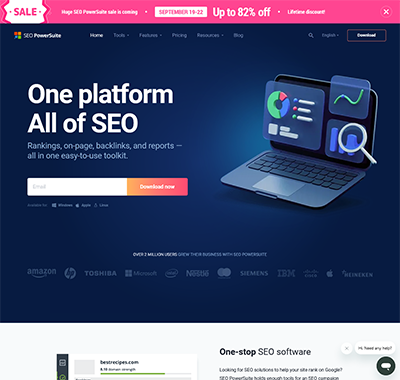 SALE
Huge SEO PowerSuite sale is coming
SEPTEMBER 19-22
Up to 82% off
Lifetime discount!
SEO PowerSuite
Home
Tools
Features
Pricing
Resources
Blog
English
Download
One platform
All of SEO
Rankings, on-page, backlinks, and reports —
all in one easy-to-use toolkit.
Email
Download now
Available for:
Windows
Apple
Linux
OVER 2 MILLION USERS GREW THEIR BUSINESS WITH SEO POWERSUITE
amazon
hp
TOSHIBA
Microsoft
intel
Nestle
SIEMENS
IBM
CISCO
HEINEKEN
bestrecipes.com
domain strength
One-stop SEO software
Looking for SEO solutions to help your site rank on Google?
SEO PowerSuite holds enough tools for an SEO campaign
Hi. Need any help?